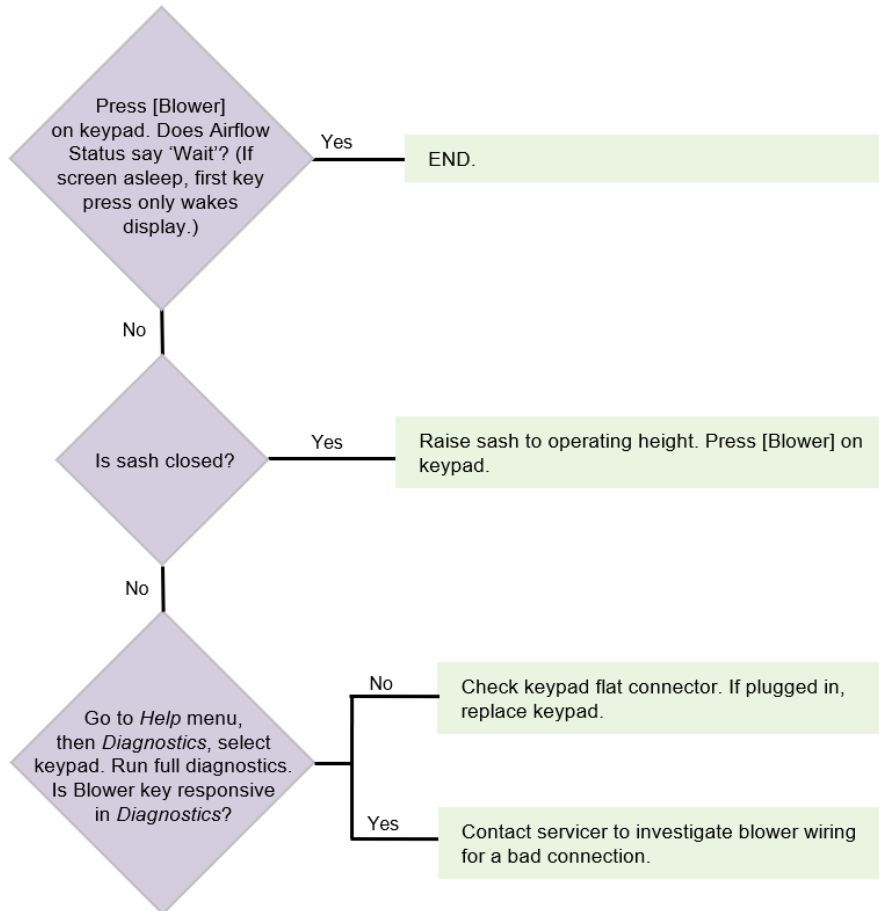 Press [Blower]
on keypad. Does Airflow
Status say ‘Wait’? (If
screen asleep, first key
press only wakes
display.)
Yes
END.
No
Is sash closed?
Yes
Raise sash to operating height. Press [Blower] on
keypad.
No
Go to Help menu,
then Diagnostics, select
keypad. Run full diagnostics.
Is Blower key responsive
in Diagnostics?
No
Check keypad flat connector. If plugged in,
replace keypad.
Yes
Contact servicer to investigate blower wiring
for a bad connection.